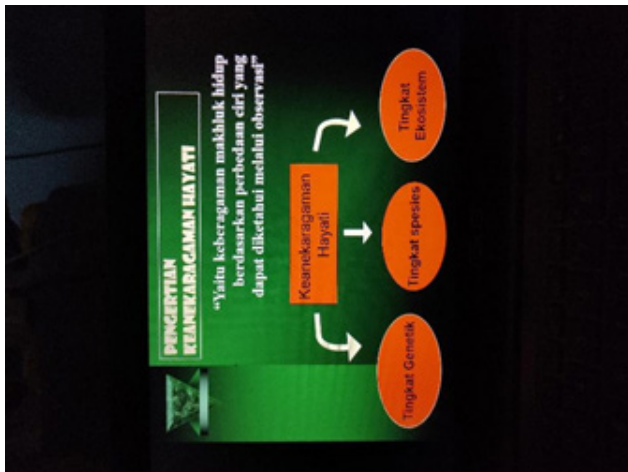 PENGERTIAN
KEANEKARAGAMAN HAYATI
“Yaitu keberagaman makhluk hidup
berdasarkan perbedaan ciri yang
dapat diketahui melalui observasi”
Keanekaragaman
Hayati
Tingkat Genetik
Tingkat spesies
Tingkat
Ekosistem